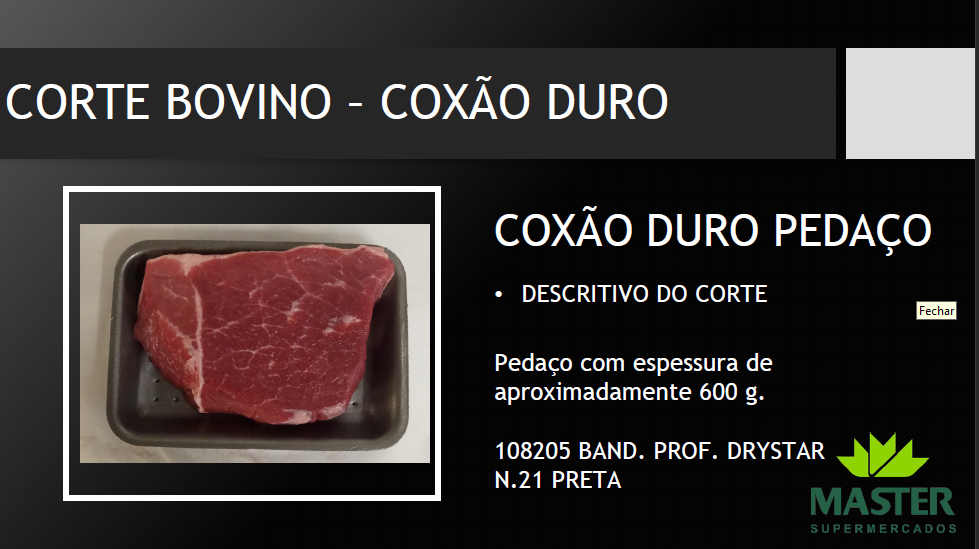 CORTE BOVINO – COXÃO DURO
COXÃO DURO PEDAÇO
• DESCRITIVO DO CORTE
Fechar
Pedaço com espessura de
aproximadamente 600 g.
108205 BAND. PROF. DRYSTAR
N.21 PRETA
MASTER
SUPERMERCADOS